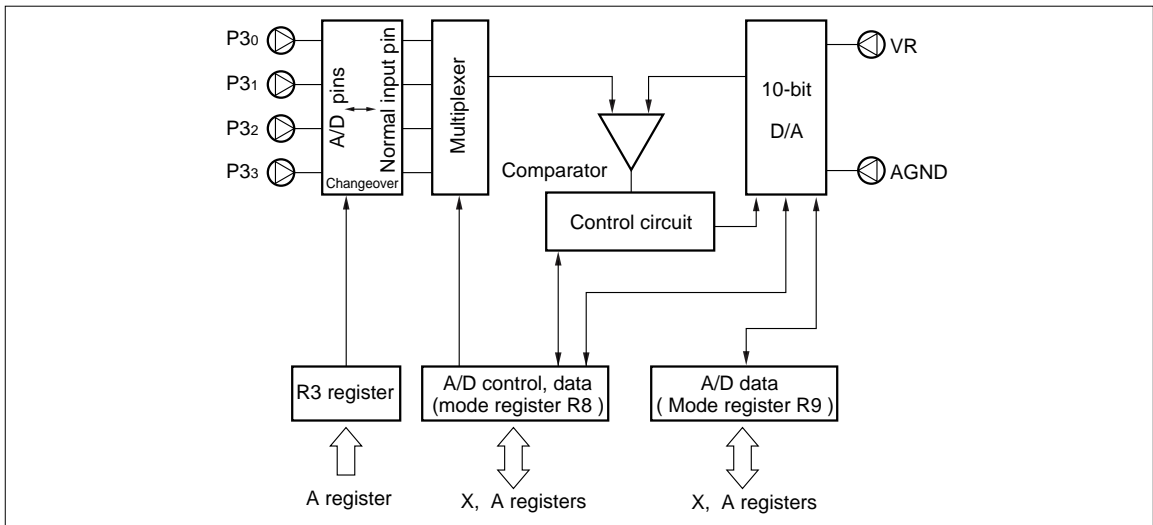 P30
P31
P32
P33
A/D pins
Normal input pin
Changeover
Multiplexer
Comparator
Control circuit
10-bit
D/A
VR
AGND
R3 register
A/D control, data
(mode register R8 )
A/D data
( Mode register R9 )
A register
X, A registers
X, A registers